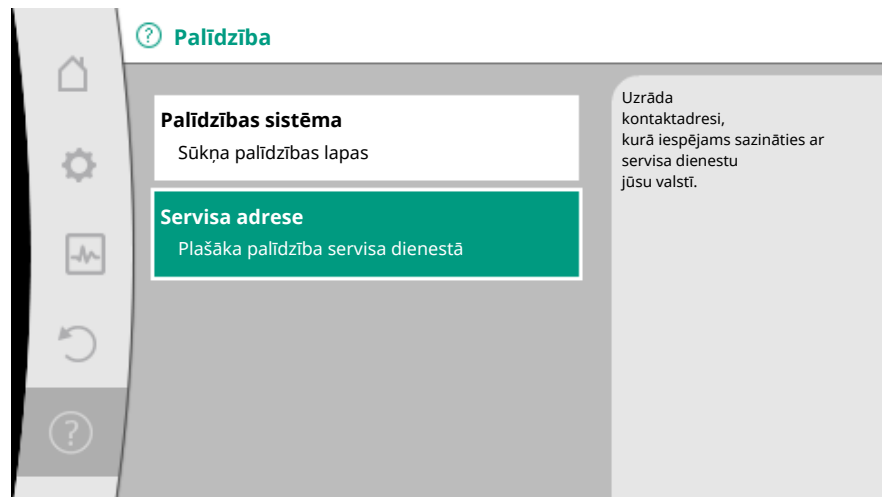 Palīdzība
Palīdzības sistēma
Sūkņa palīdzības lapas
Servisa adrese
Plašāka palīdzība servisa dienestā
Uzrāda
kontaktadresi,
kurā iespējams sazināties ar
servisa dienestu
jūsu valstī.